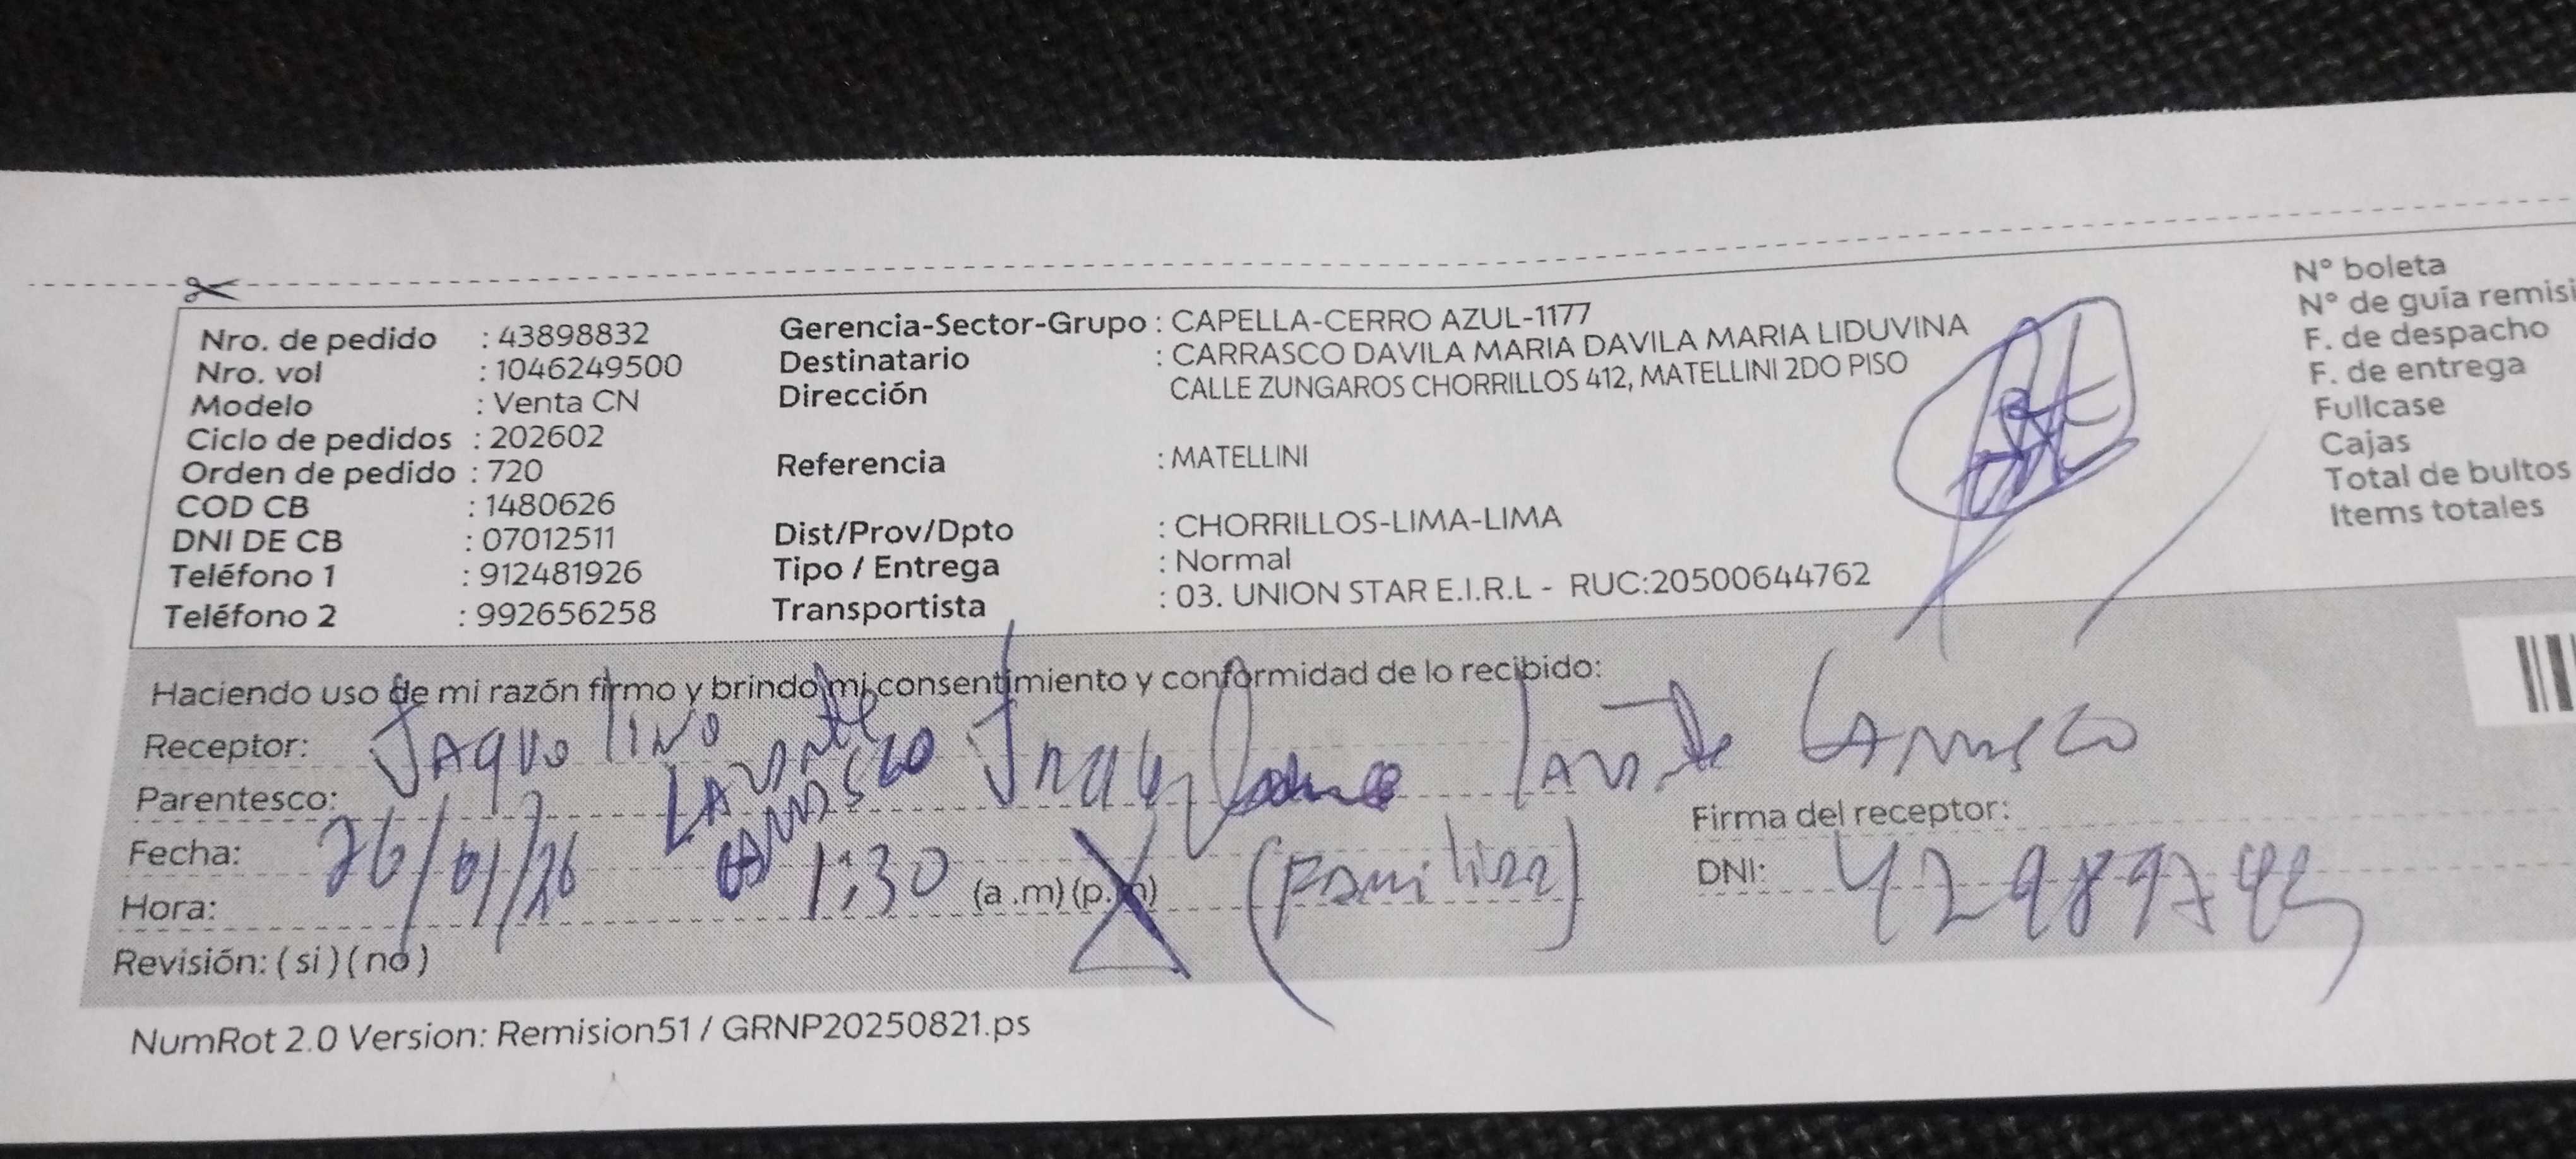 Nro. de pedido : 43898832
Nro. vol : 1046249500
Modelo : Venta CN
Ciclo de pedidos : 202602
Orden de pedido : 720
COD CB : 1480626
DNI DE CB : 07012511
Teléfono 1 : 912481926
Teléfono 2 : 992656258
Gerencia-Sector-Grupo : CAPELLA-CERRO AZUL-1177
Destinatario : CARRASCO DAVILA MARIA DAVILA MARIA LIDUVINA
Dirección CALLE ZUNGAROS CHORRILLOS 412, MATELLINI 2DO PISO
Referencia : MATELLINI
Dist/Prov/Dpto : CHORRILLOS-LIMA-LIMA
Tipo / Entrega : Normal
Transportista : 03. UNION STAR E.I.R.L - RUC:20500644762
N° boleta
N° de guía remisi
F. de despacho
F. de entrega
Fullcase
Cajas
Total de bultos
Items totales
Haciendo uso de mi razón firmo y brindo mi consentimiento y conformidad de lo recibido:
Receptor:
Parentesco:
Fecha: 26/01/26
Hora: 1:30 (a.m) (p.m) (Familiar)
Revisión: ( si ) ( no )
Firma del receptor:
DNI:
NumRot 2.0 Version: Remision51 / GRNP20250821.ps